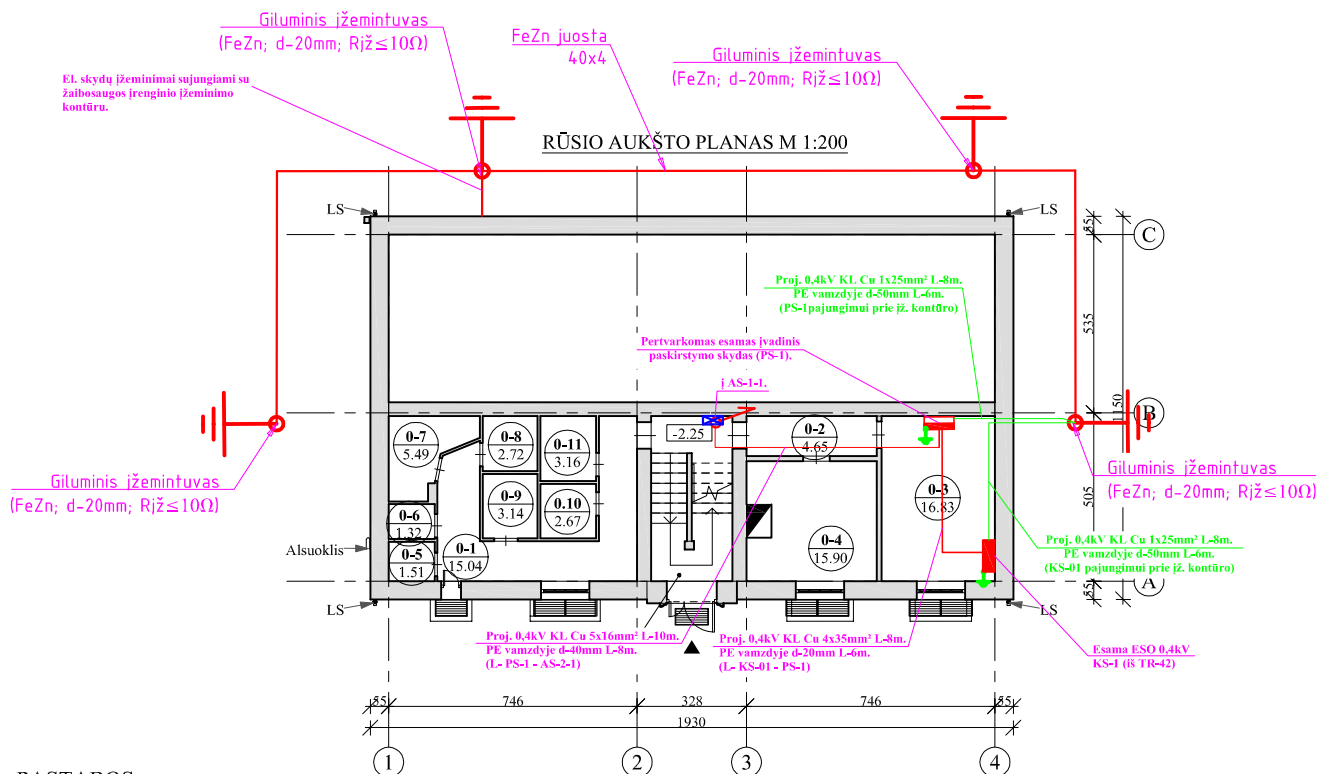 Giluminis įžemintuvas
(FeZn; d-20mm; Rįž≤10Ω)
FeZn juosta
40x4
Giluminis įžemintuvas
(FeZn; d-20mm; Rįž≤10Ω)
El. skydų įžeminimai sujungiami su
žaibosaugos įrenginio įžeminimo
kontūru.
RŪSIO AUKŠTO PLANAS M 1:200
LS
LS
55
C
Proj. 0,4kV KL Cu 1x25mm² L-8m.
PE vamzdyje d-50mm L-6m.
(PS-1pajungimui prie įž. kontūro)
535
1150
Pertvarkomas esamas įvadinis
paskirstymo skydas (PS-1).
į AS-1-1.
B
-2.25
0-2
4.65
0-7
5.49
0-8
2.72
0-11
3.16
Giluminis įžemintuvas
(FeZn; d-20mm; Rįž≤10Ω)
Giluminis įžemintuvas
(FeZn; d-20mm; Rįž≤10Ω)
0-9
3.14
0.10
2.67
0-3
16.83
505
0-6
1.32
0-5
1.51
0-1
15.04
0-4
15.90
Alsuoklis
Proj. 0,4kV KL Cu 1x25mm² L-8m.
PE vamzdyje d-50mm L-6m.
(KS-01 pajungimui prie įž. kontūro)
A
55
LS
LS
Proj. 0,4kV KL Cu 5x16mm² L-10m.
PE vamzdyje d-40mm L-8m.
(L- PS-1 - AS-2-1)
Proj. 0,4kV KL Cu 4x35mm² L-8m.
PE vamzdyje d-20mm L-6m.
(L- KS-01 - PS-1)
Esama ESO 0,4kV
KS-1 (iš TR-42)
55
746
328
746
55
1930
1
2
3
4
PASTABOS